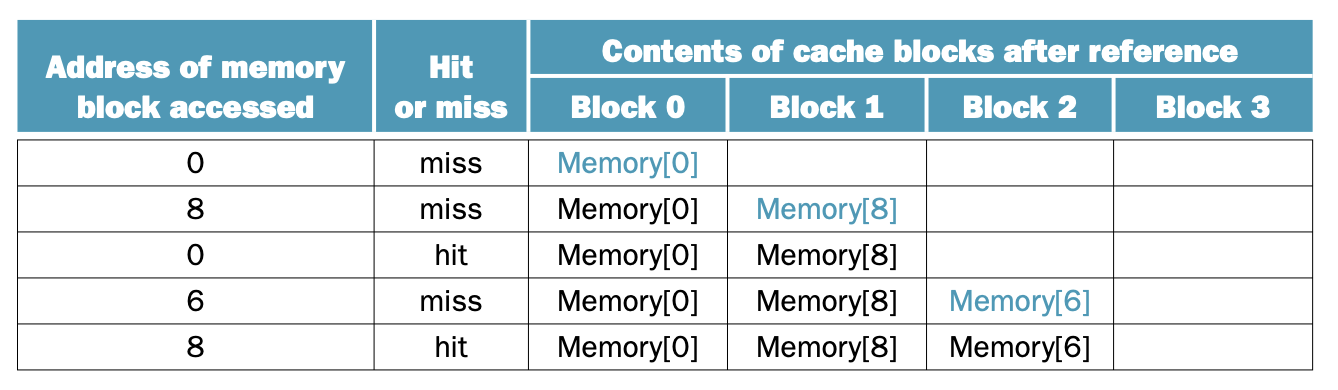 Address of memory block accessed Hit or miss Contents of cache blocks after reference
Block 0 Block 1 Block 2 Block 3
0 miss Memory[0]
8 miss Memory[0] Memory[8]
0 hit Memory[0] Memory[8]
6 miss Memory[0] Memory[8] Memory[6]
8 hit Memory[0] Memory[8] Memory[6]